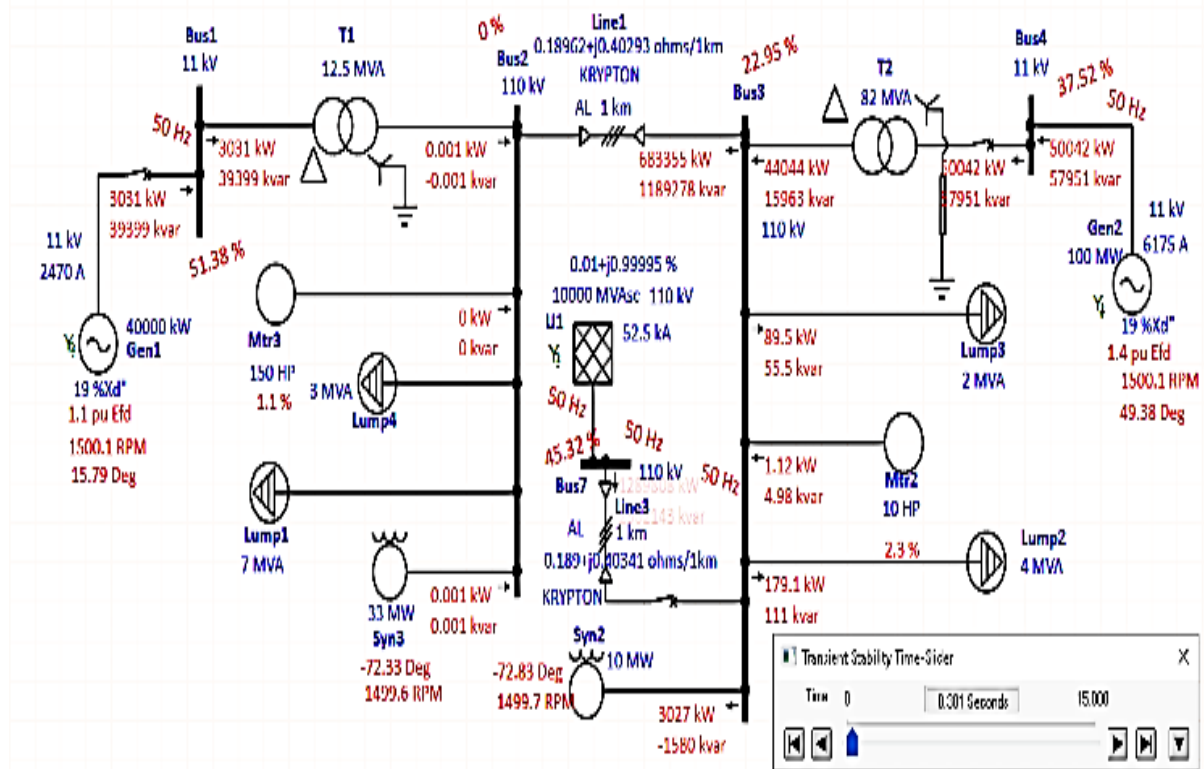 Bus1
11 kV
T1
12.5 MVA
0 %
Bus2
110 kV
Line1
0.18962+j0.40293 ohms/1km
KRYPTON
AL 1 km
22.95 %
Bus3
T2
82 MVA
Bus4
11 kV
37.52 %
50 Hz
50 Hz
3031 kW
39399 kvar
0.001 kW
-0.001 kvar
683355 kW
1189278 kvar
44044 kW
15963 kvar
110 kV
50042 kW
57951 kvar
50042 kW
57951 kvar
3031 kW
39399 kvar
51.38 %
11 kV
2470 A
40000 kW
Gen1
19 %Xd"
1.1 pu Efd
1500.1 RPM
15.79 Deg
Mtr3
150 HP
1.1 %
0 kW
0 kvar
3 MVA
Lump4
Lump1
7 MVA
33 MW
Syn3
-72.33 Deg
1499.6 RPM
0.001 kW
0.001 kvar
0.01+j0.99995 %
10000 MVAsc 110 kV
U1
52.5 kA
50 Hz
45.32 %
50 Hz
Bus7
110 kV
Line3
AL
1 km
0.189+j0.40341 ohms/1km
KRYPTON
50 Hz
Syn2
10 MW
-72.83 Deg
1499.7 RPM
3027 kW
-1580 kvar
89.5 kW
55.5 kvar
Lump3
2 MVA
1.12 kW
4.98 kvar
Mtr2
10 HP
2.3 %
179.1 kW
111 kvar
Lump2
4 MVA
Gen2
100 MW
11 kV
6175 A
19 %Xd"
1.4 pu Efd
1500.1 RPM
49.38 Deg
Transient Stability Time-Slider
Time 0 0.301 Seconds 15.000